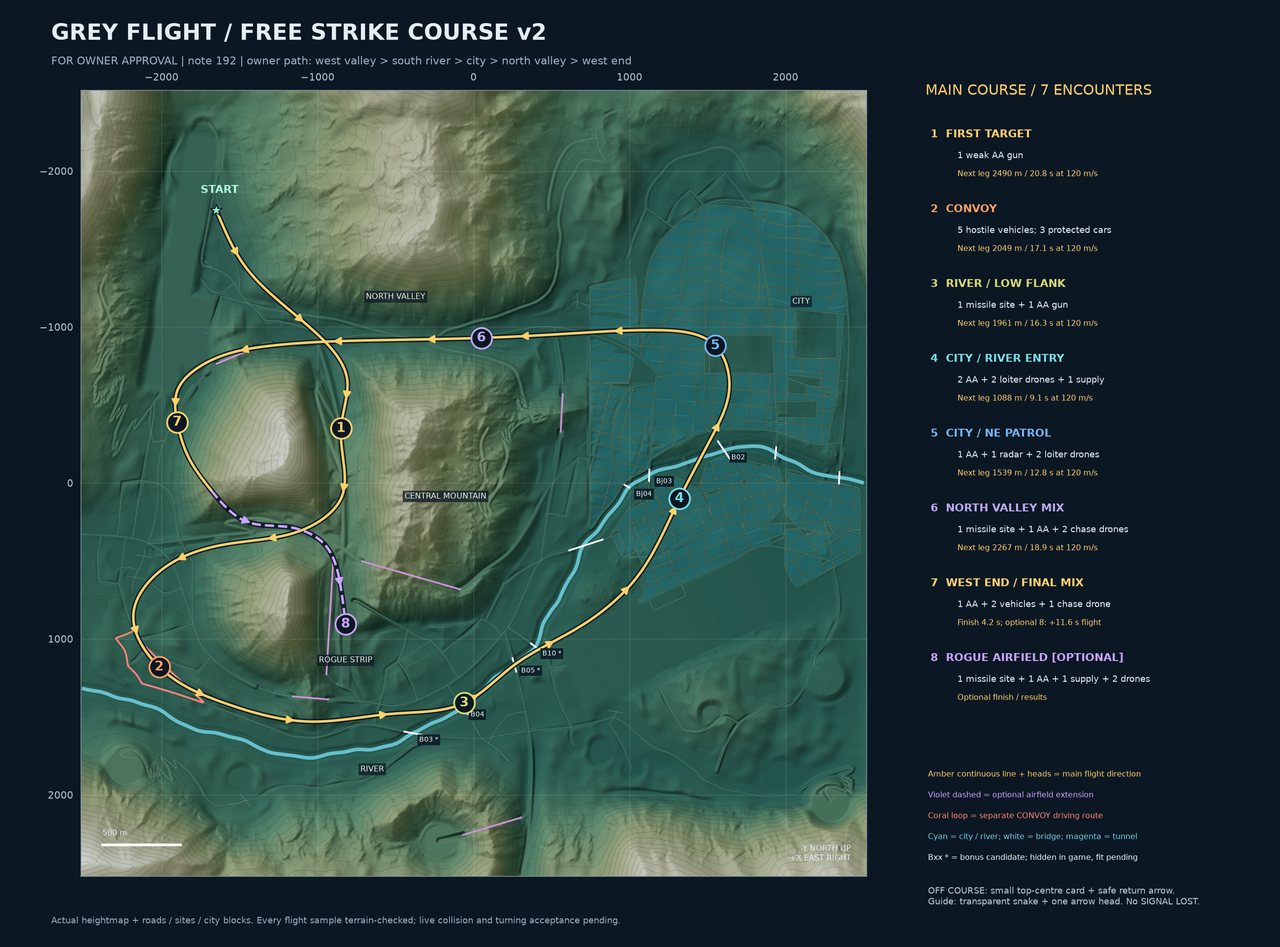 GREY FLIGHT / FREE STRIKE COURSE v2
FOR OWNER APPROVAL | note 192 | owner path: west valley > south river > city > north valley > west end
−2000
−1000
0
1000
2000
−2000
−1000
0
1000
2000
START
NORTH VALLEY
CITY
6
5
7
1
CENTRAL MOUNTAIN
B02
Bj03
Bj04
4
8
ROGUE STRIP
2
B10 *
B05 *
3
B04
B03 *
RIVER
500 m
-Y NORTH UP
+X EAST RIGHT
MAIN COURSE / 7 ENCOUNTERS
1 FIRST TARGET
1 weak AA gun
Next leg 2490 m / 20.8 s at 120 m/s
2 CONVOY
5 hostile vehicles; 3 protected cars
Next leg 2049 m / 17.1 s at 120 m/s
3 RIVER / LOW FLANK
1 missile site + 1 AA gun
Next leg 1961 m / 16.3 s at 120 m/s
4 CITY / RIVER ENTRY
2 AA + 2 loiter drones + 1 supply
Next leg 1088 m / 9.1 s at 120 m/s
5 CITY / NE PATROL
1 AA + 1 radar + 2 loiter drones
Next leg 1539 m / 12.8 s at 120 m/s
6 NORTH VALLEY MIX
1 missile site + 1 AA + 2 chase drones
Next leg 2267 m / 18.9 s at 120 m/s
7 WEST END / FINAL MIX
1 AA + 2 vehicles + 1 chase drone
Finish 4.2 s; optional 8: +11.6 s flight
8 ROGUE AIRFIELD [OPTIONAL]
1 missile site + 1 AA + 1 supply + 2 drones
Optional finish / results
Amber continuous line + heads = main flight direction
Violet dashed = optional airfield extension
Coral loop = separate CONVOY driving route
Cyan = city / river; white = bridge; magenta = tunnel
Bxx * = bonus candidate; hidden in game, fit pending
OFF COURSE: small top-centre card + safe return arrow.
Guide: transparent snake + one arrow head. No SIGNAL LOST.
Actual heightmap + roads / sites / city blocks. Every flight sample terrain-checked; live collision and turning acceptance pending.